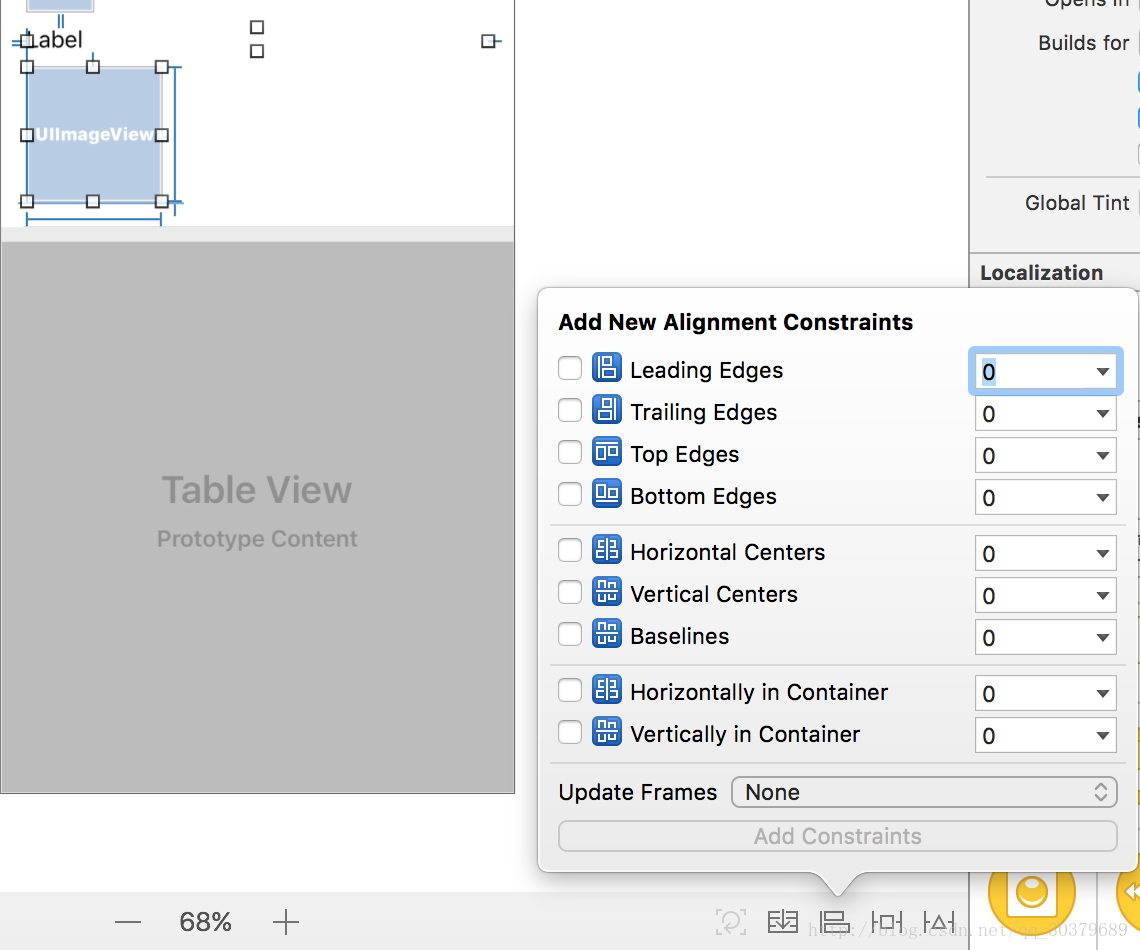 Opens in
Label
Builds for
UIImageView
Global Tint
Localization
Add New Alignment Constraints
Leading Edges 0
Trailing Edges 0
Top Edges 0
Bottom Edges 0
Table View
Prototype Content
Horizontal Centers 0
Vertical Centers 0
Baselines 0
Horizontally in Container 0
Vertically in Container 0
Update Frames None
Add Constraints
68%
http://blog.csdn.net/qq_30379689